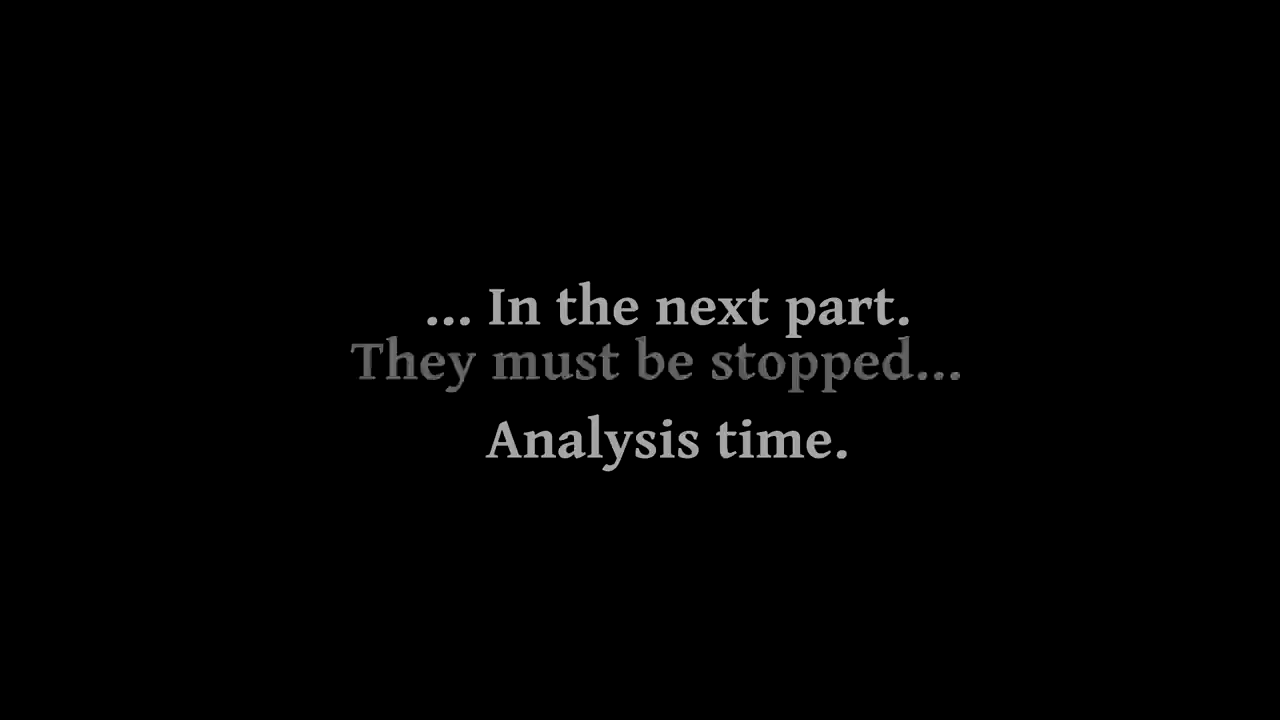 ... In the next part.
They must be stopped...
Analysis time.